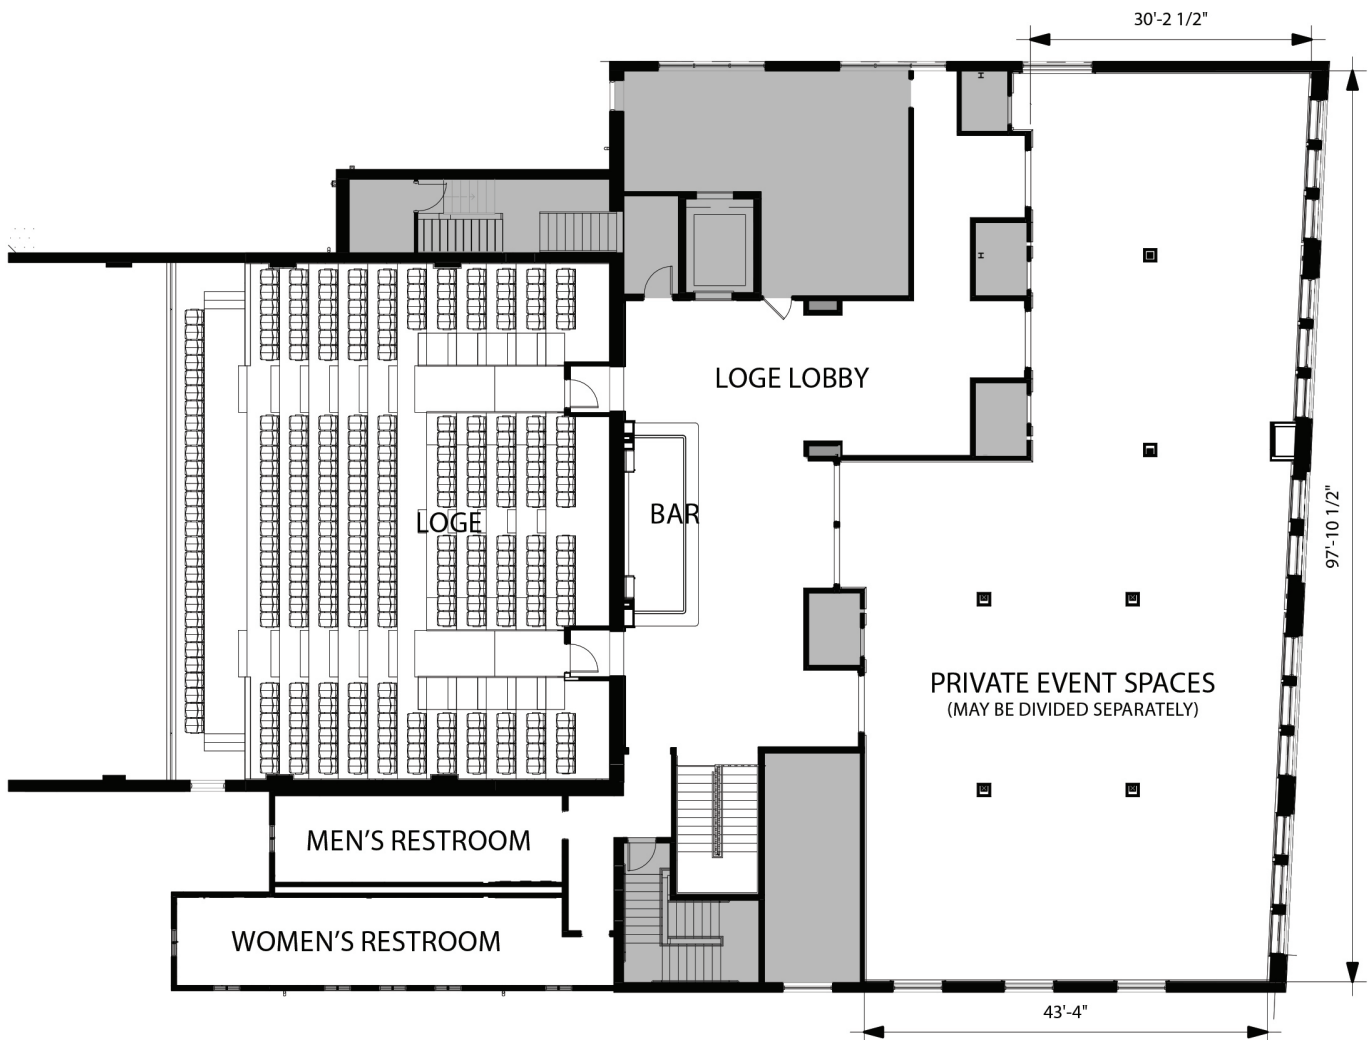 30'-2 1/2"
LOGE LOBBY
LOGE
BAR
97'-10 1/2"
PRIVATE EVENT SPACES
(MAY BE DIVIDED SEPARATELY)
MEN’S RESTROOM
WOMEN’S RESTROOM
43'-4"